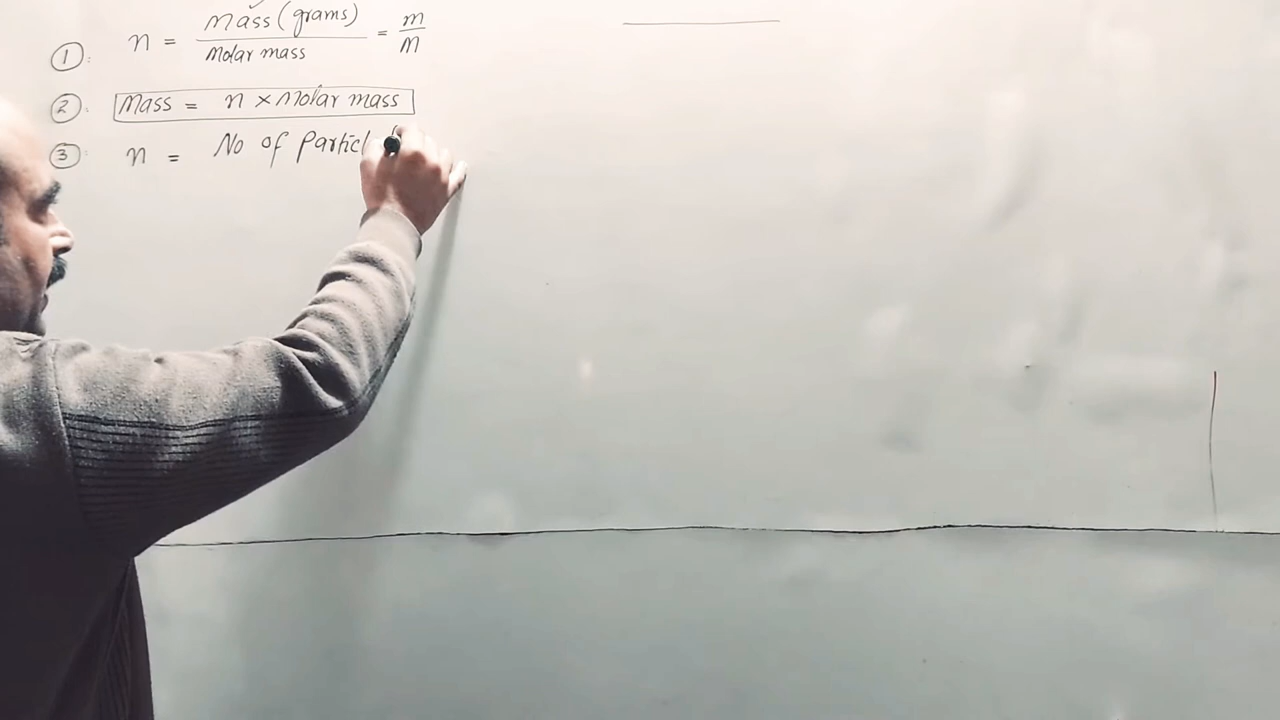 ① : n = Mass (grams) / Molar mass = m / M
② : Mass = n × Molar mass
③ : n = No of Particl